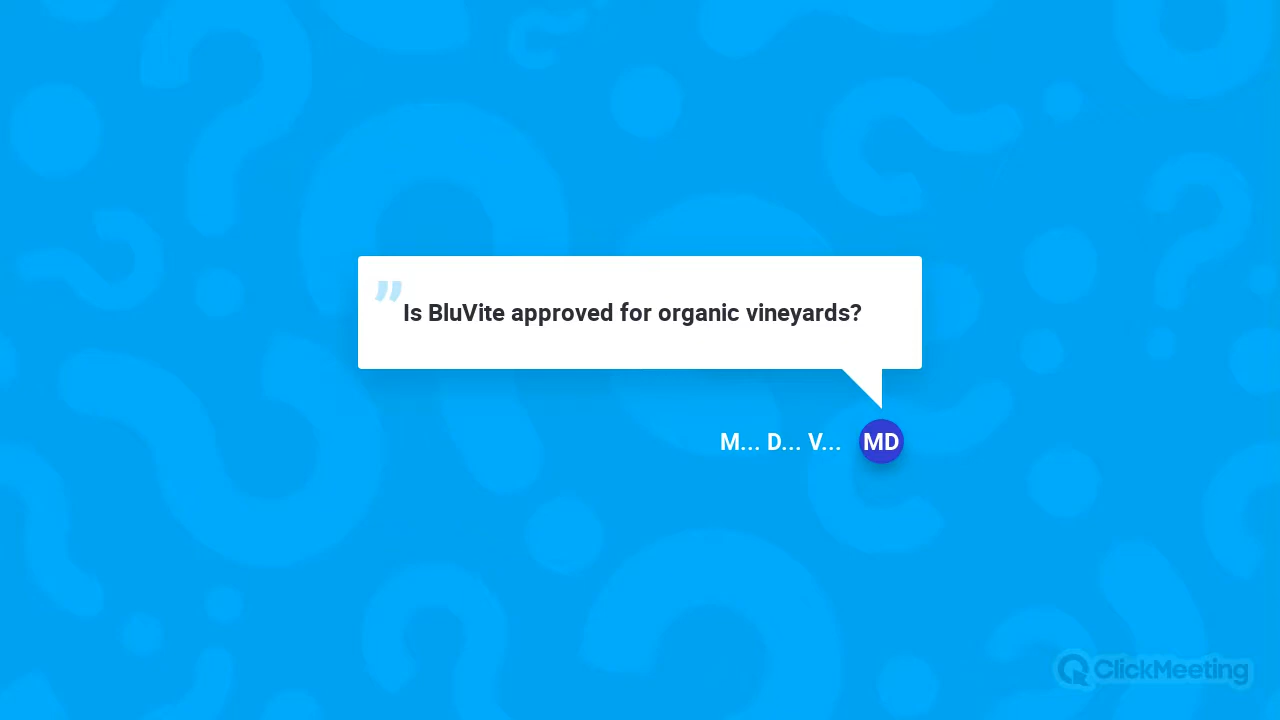 ”
Is BluVite approved for organic vineyards?
M... D... V...
MD
ClickMeeting